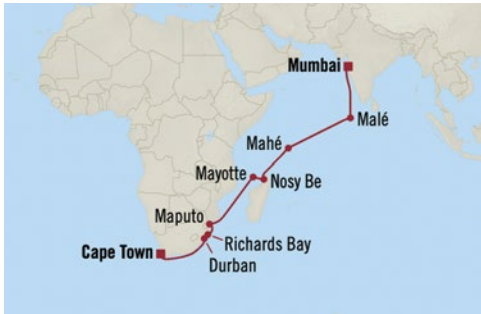 Mumbai
Malé
Mahé
Mayotte
Nosy Be
Maputo
Richards Bay
Cape Town
Durban